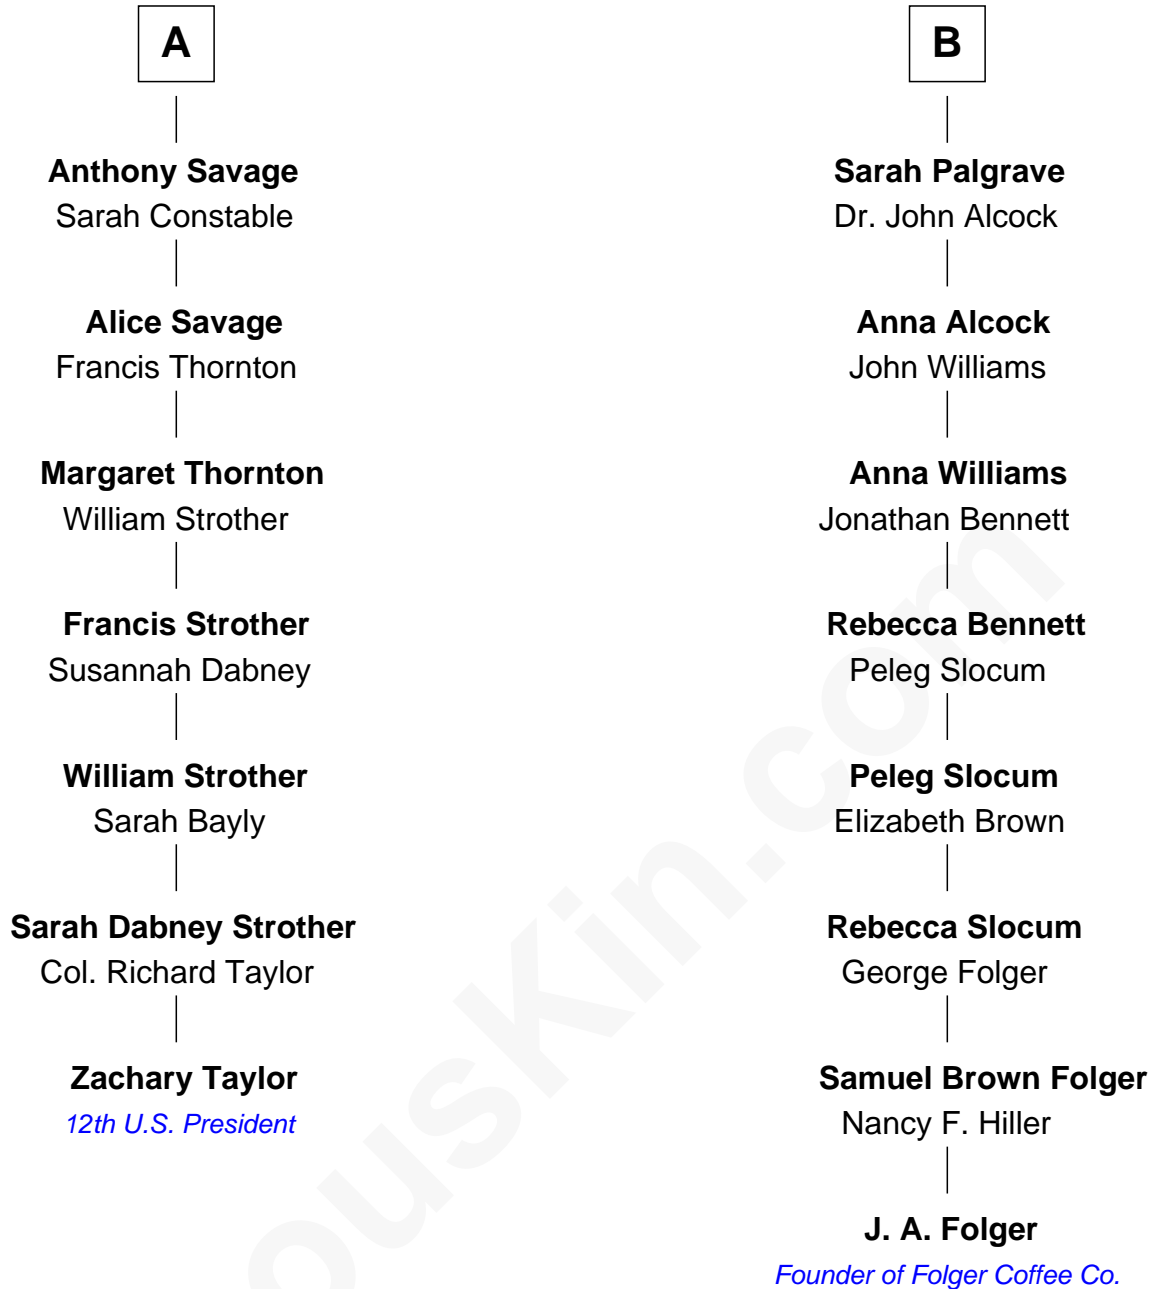 A
Anthony Savage
Sarah Constable
Alice Savage
Francis Thornton
Margaret Thornton
William Strother
Francis Strother
Susannah Dabney
William Strother
Sarah Bayly
Sarah Dabney Strother
Col. Richard Taylor
Zachary Taylor
12th U.S. President
B
Sarah Palgrave
Dr. John Alcock
Anna Alcock
John Williams
Anna Williams
Jonathan Bennett
Rebecca Bennett
Peleg Slocum
Peleg Slocum
Elizabeth Brown
Rebecca Slocum
George Folger
Samuel Brown Folger
Nancy F. Hiller
J. A. Folger
Founder of Folger Coffee Co.
ousKin.com